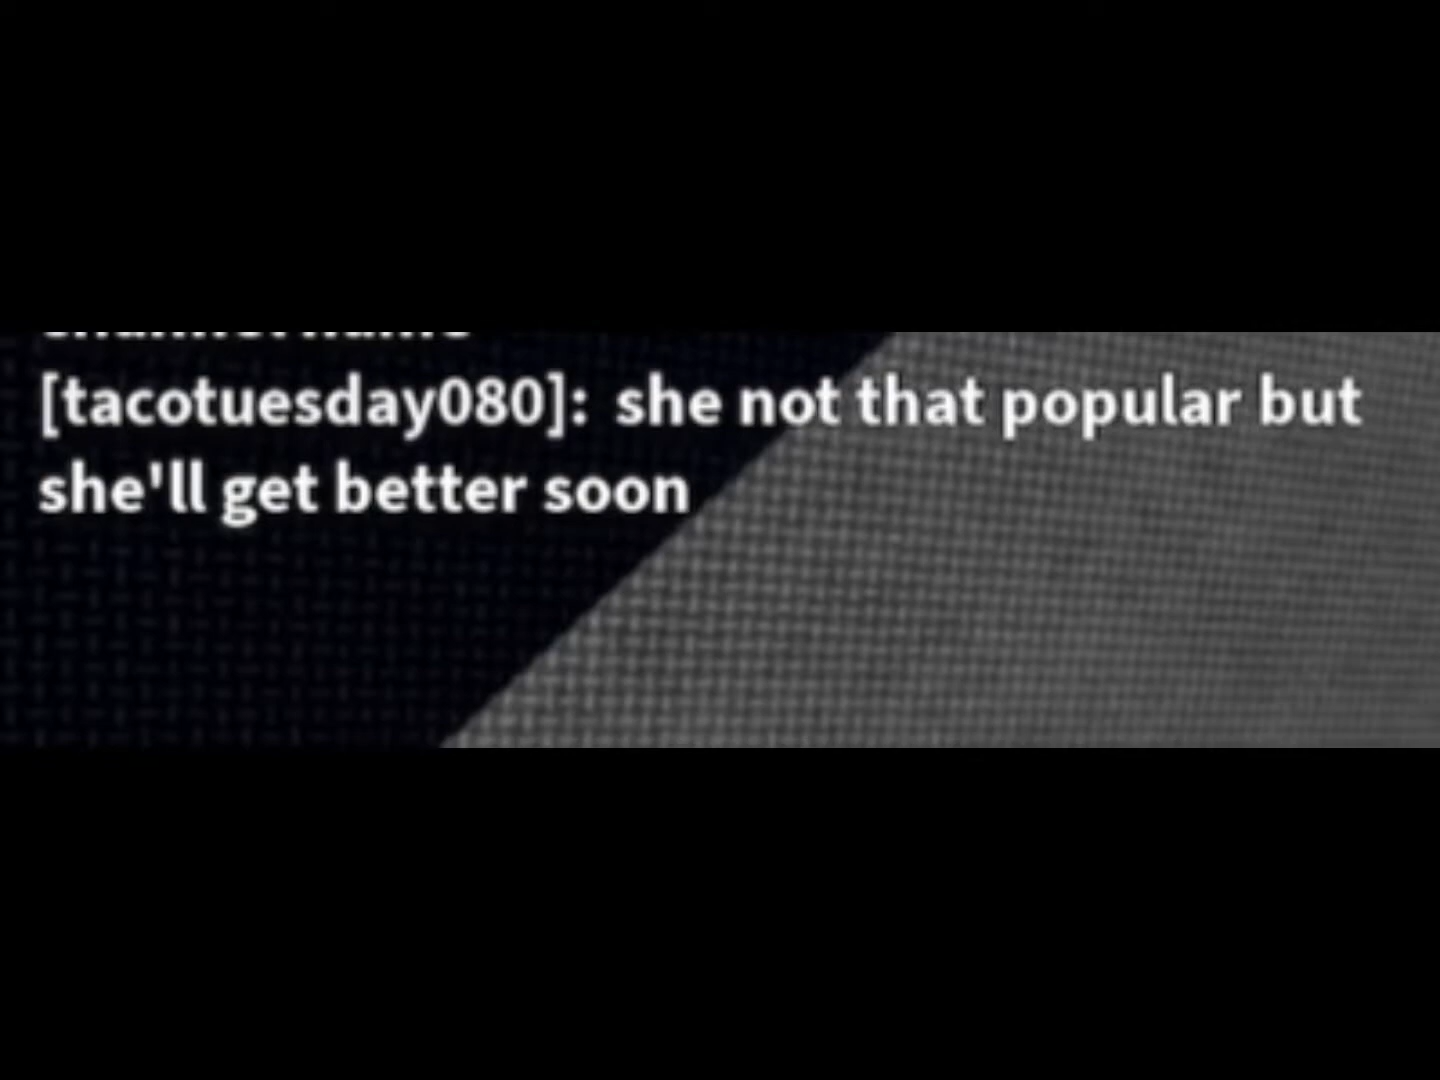 [tacotuesday080]: she not that popular but
she'll get better soon